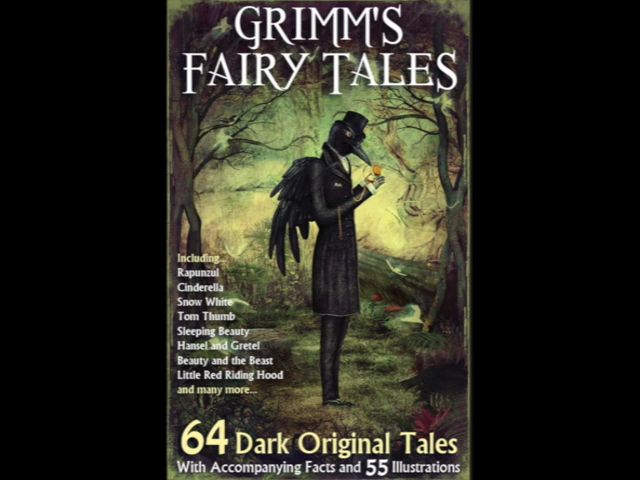 GRIMM'S
FAIRY TALES
Including...
Rapunzul
Cinderella
Snow White
Tom Thumb
Sleeping Beauty
Hansel and Gretel
Beauty and the Beast
Little Red Riding Hood
and many more...
64 Dark Original Tales
With Accompanying Facts and 55 Illustrations